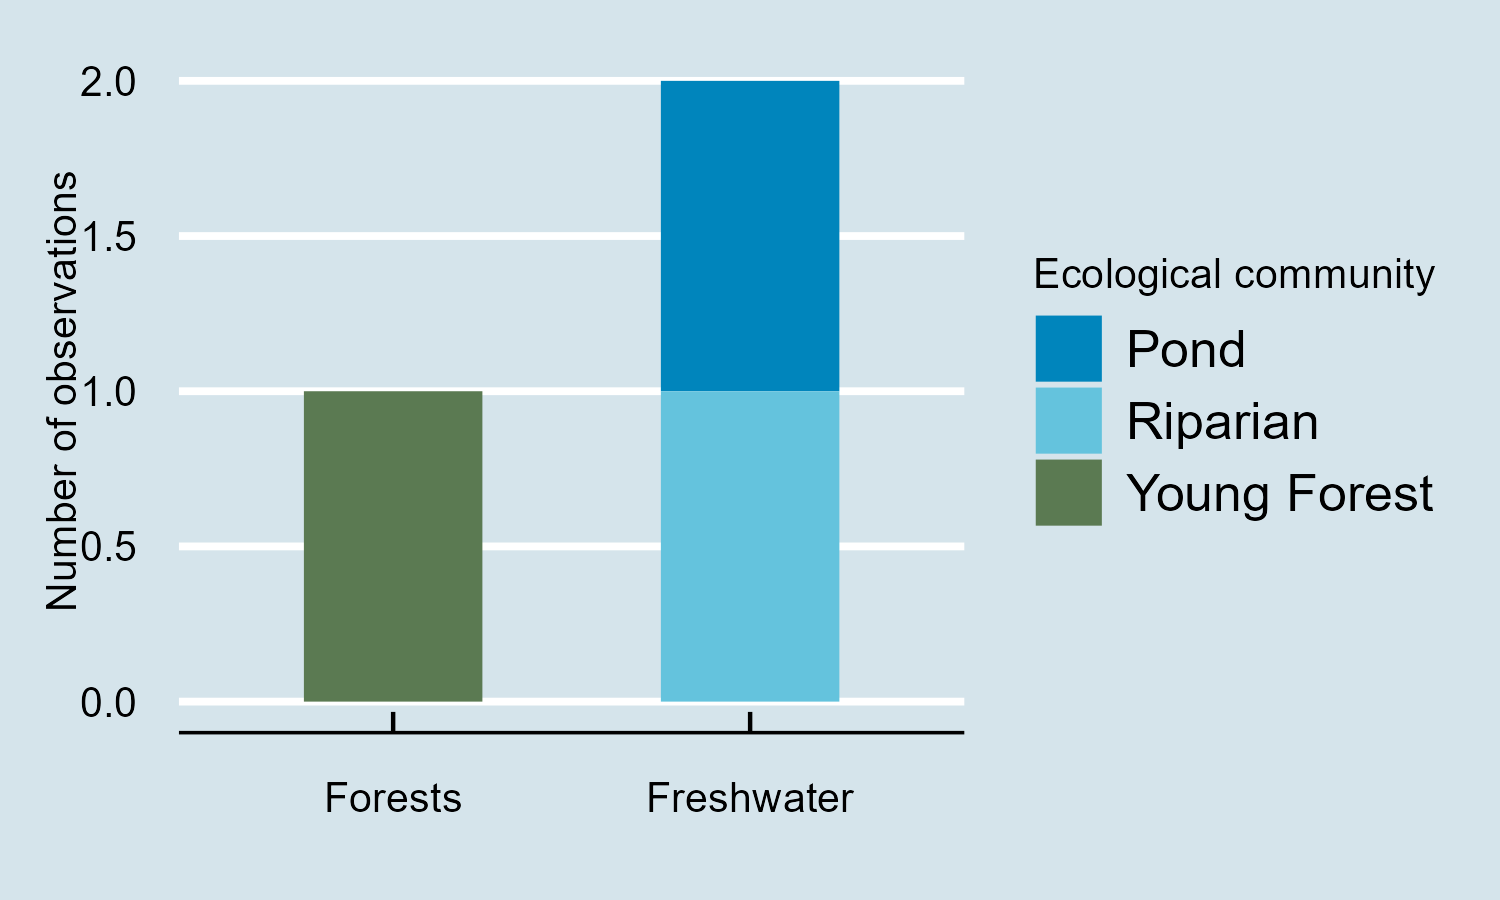 Number of observations
2.0
1.5
1.0
0.5
0.0
Forests
Freshwater
Ecological community
Pond
Riparian
Young Forest